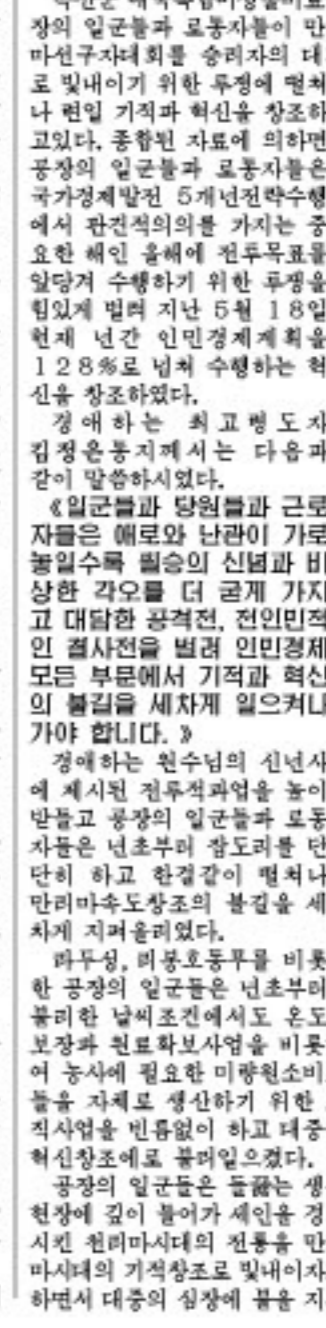 장의 일군들과 로동자들이 만
마선구자대회를 승리자의 대
로 빛내이기 위한 투쟁에 떨쳐
나 련일 기적과 혁신을 창조하
고있다. 종합된 자료에 의하면
공장의 일군들과 로동자들은
국가경제발전 5개년전략수행
에서 관건적의의를 가지는 중
요한 해인 올해에 전투목표를
앞당겨 수행하기 위한 투쟁을
힘있게 벌려 지난 5월 18일
현재 년간 인민경제계획을
128%로 넘쳐 수행하는 혁
신을 창조하였다.
경애하는 최고령도자
김정은동지께서는 다음과
같이 말씀하시였다.
《일군들과 당원들과 근로
자들은 애로와 난관이 가로
놓일수록 필승의 신념과 비
상한 각오를 더 굳게 가지
고 대담한 공격전, 전인민적
인 결사전을 벌려 인민경제
모든 부문에서 기적과 혁신
의 불길을 세차게 일으켜나
가야 합니다.》
경애하는 원수님의 신년사
에 제시된 전투적과업을 높이
받들고 공장의 일군들과 로동
자들은 년초부터 잡도리를 단
단히 하고 한결같이 떨쳐나
만리마속도창조의 불길을 세
차게 지펴올리였다.
라두성, 리봉호동무를 비롯
한 공장의 일군들은 년초부터
불리한 날씨조건에서도 온도
보장과 원료확보사업을 비롯
여 농사에 필요한 미량원소비
들을 자체로 생산하기 위한
직사업을 빈틈없이 하고 대중
혁신창조에로 불러일으켰다.
공장의 일군들은 들끓는 생
현장에 깊이 들어가 세인을 경
시킨 천리마시대의 전통을 만
마시대의 기적창조로 빛내이자
하면서 대중의 심장에 불을 지